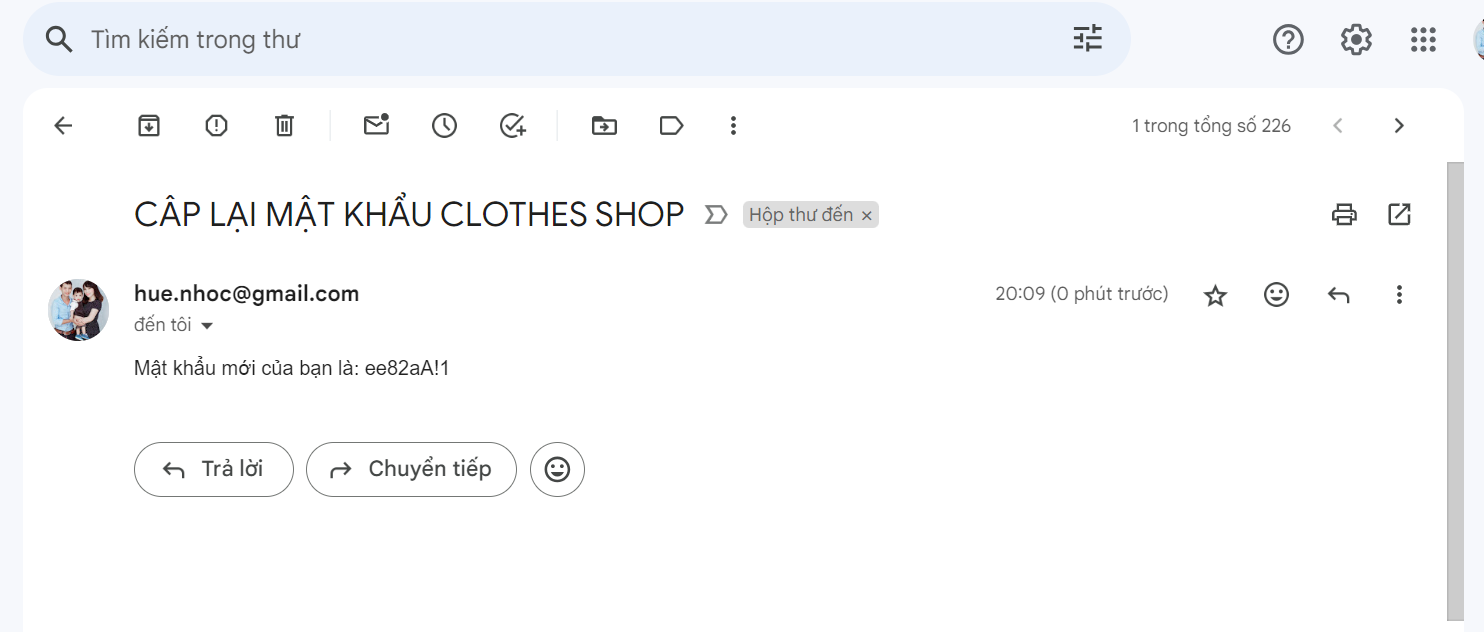 Tìm kiếm trong thư
1 trong tổng số 226
CÂP LẠI MẬT KHẨU CLOTHES SHOP Hộp thư đến ×
hue.nhoc@gmail.com 20:09 (0 phút trước)
đến tôi
Mật khẩu mới của bạn là: ee82aA!1
Trả lời Chuyển tiếp